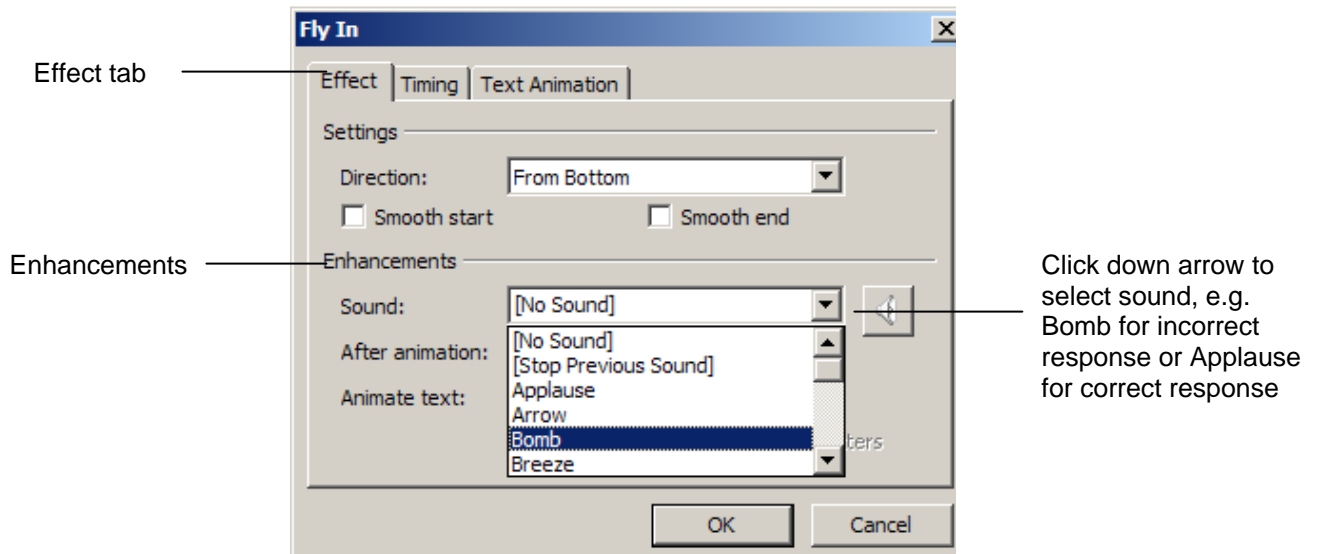 Fly In
Effect tab
Effect Timing Text Animation
Settings
Direction: From Bottom
Smooth start Smooth end
Enhancements
Enhancements
Click down arrow to
select sound, e.g.
Bomb for incorrect
response or Applause
for correct response
Sound: [No Sound]
After animation:
Animate text:
[No Sound]
[Stop Previous Sound]
Applause
Arrow
Bomb
Breeze
OK Cancel